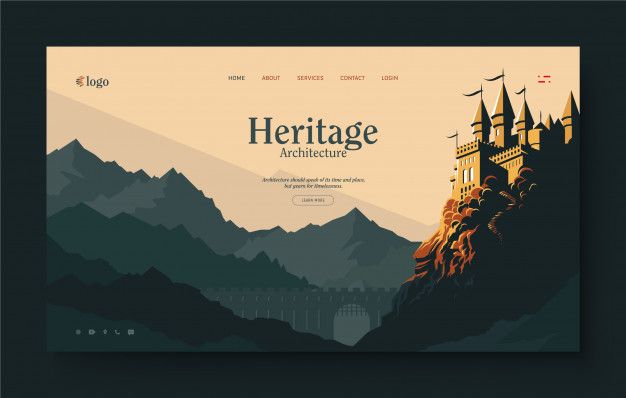 logo
HOME ABOUT SERVICES CONTACT LOGIN
Heritage
Architecture
Architecture should speak of its time and place,
but yearn for timelessness.
LEARN MORE